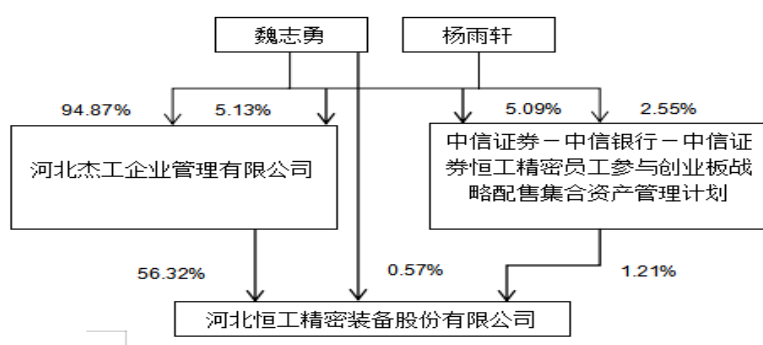 魏志勇
杨雨轩
94.87%
5.13%
5.09%
2.55%
河北杰工企业管理有限公司
中信证券－中信银行－中信证
券恒工精密员工参与创业板战
略配售集合资产管理计划
56.32%
0.57%
1.21%
河北恒工精密装备股份有限公司